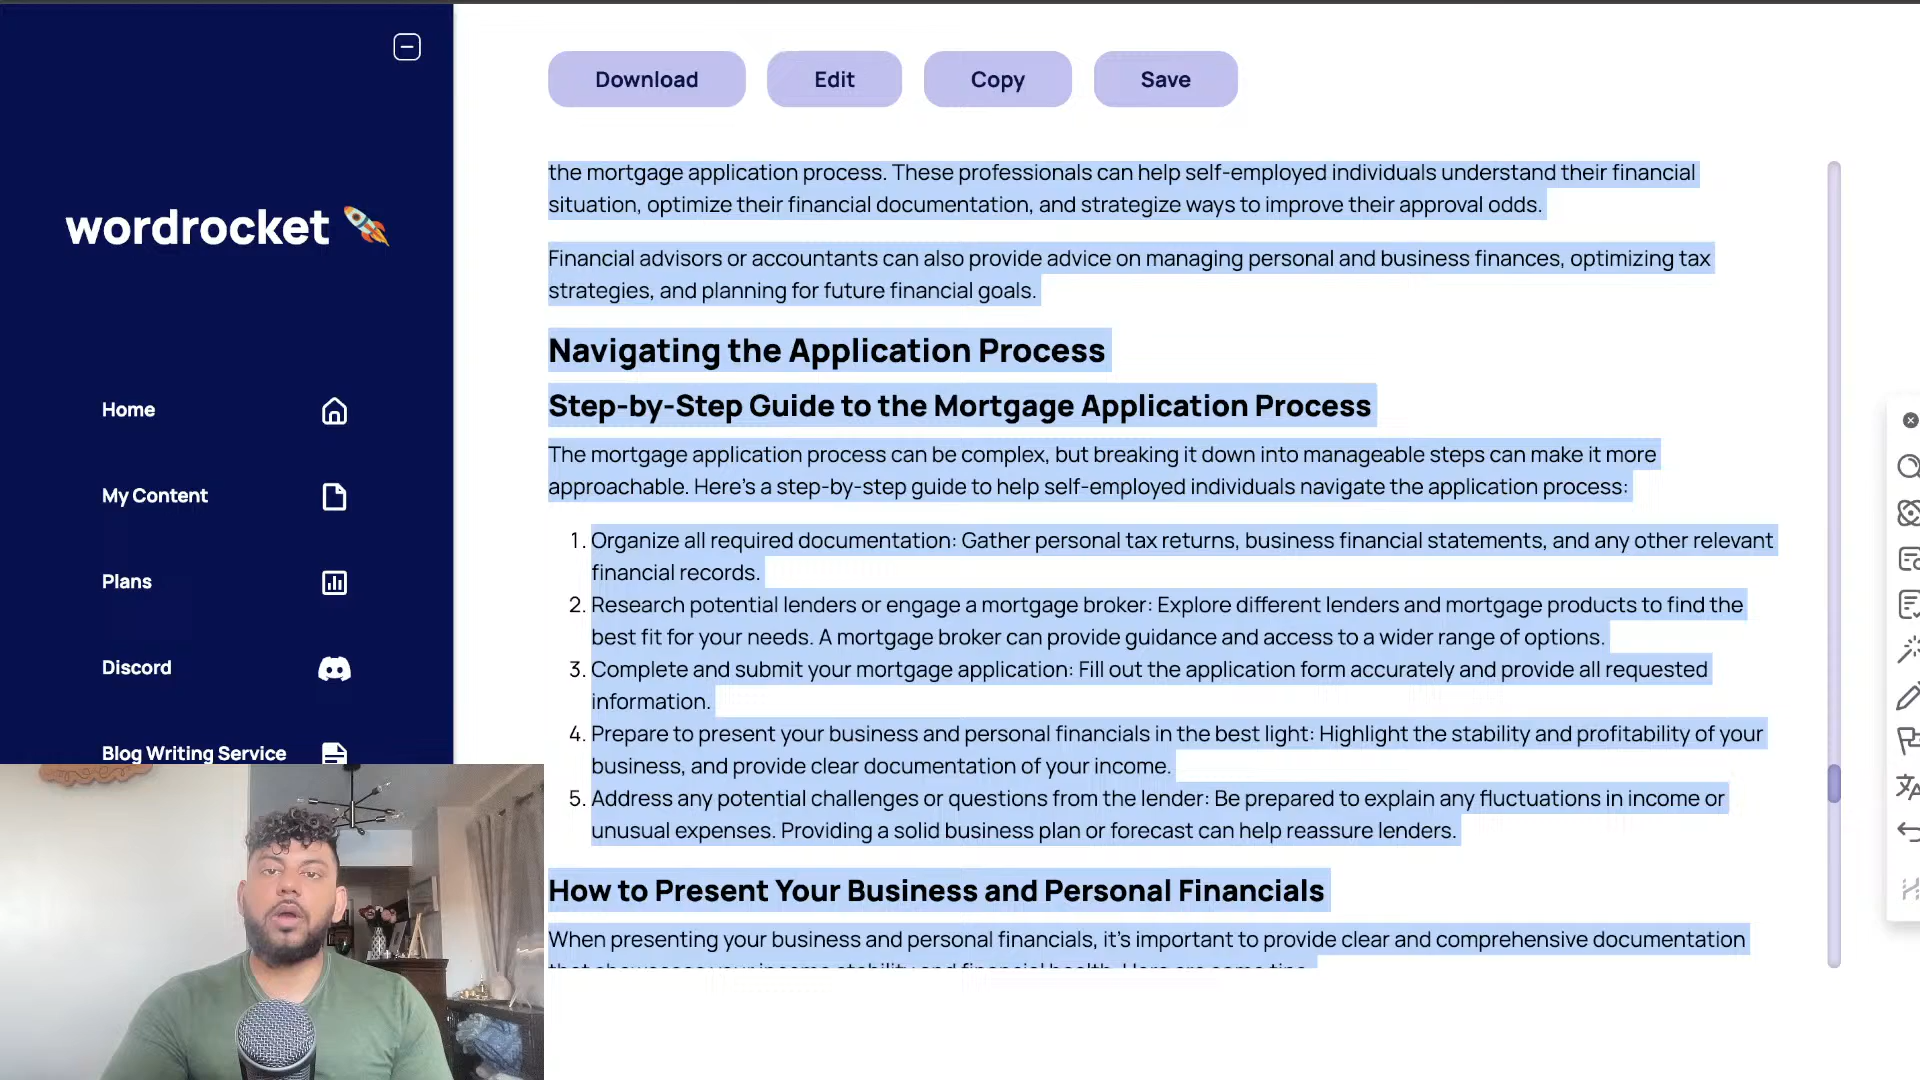 Download
Edit
Copy
Save
wordrocket
Home
My Content
Plans
Discord
Blog Writing Service
the mortgage application process. These professionals can help self-employed individuals understand their financial
situation, optimize their financial documentation, and strategize ways to improve their approval odds.
Financial advisors or accountants can also provide advice on managing personal and business finances, optimizing tax
strategies, and planning for future financial goals.
Navigating the Application Process
Step-by-Step Guide to the Mortgage Application Process
The mortgage application process can be complex, but breaking it down into manageable steps can make it more
approachable. Here's a step-by-step guide to help self-employed individuals navigate the application process:
1. Organize all required documentation: Gather personal tax returns, business financial statements, and any other relevant
financial records.
2. Research potential lenders or engage a mortgage broker: Explore different lenders and mortgage products to find the
best fit for your needs. A mortgage broker can provide guidance and access to a wider range of options.
3. Complete and submit your mortgage application: Fill out the application form accurately and provide all requested
information.
4. Prepare to present your business and personal financials in the best light: Highlight the stability and profitability of your
business, and provide clear documentation of your income.
5. Address any potential challenges or questions from the lender: Be prepared to explain any fluctuations in income or
unusual expenses. Providing a solid business plan or forecast can help reassure lenders.
How to Present Your Business and Personal Financials
When presenting your business and personal financials, it's important to provide clear and comprehensive documentation
that showcases your income stability and financial health. Here are some tips